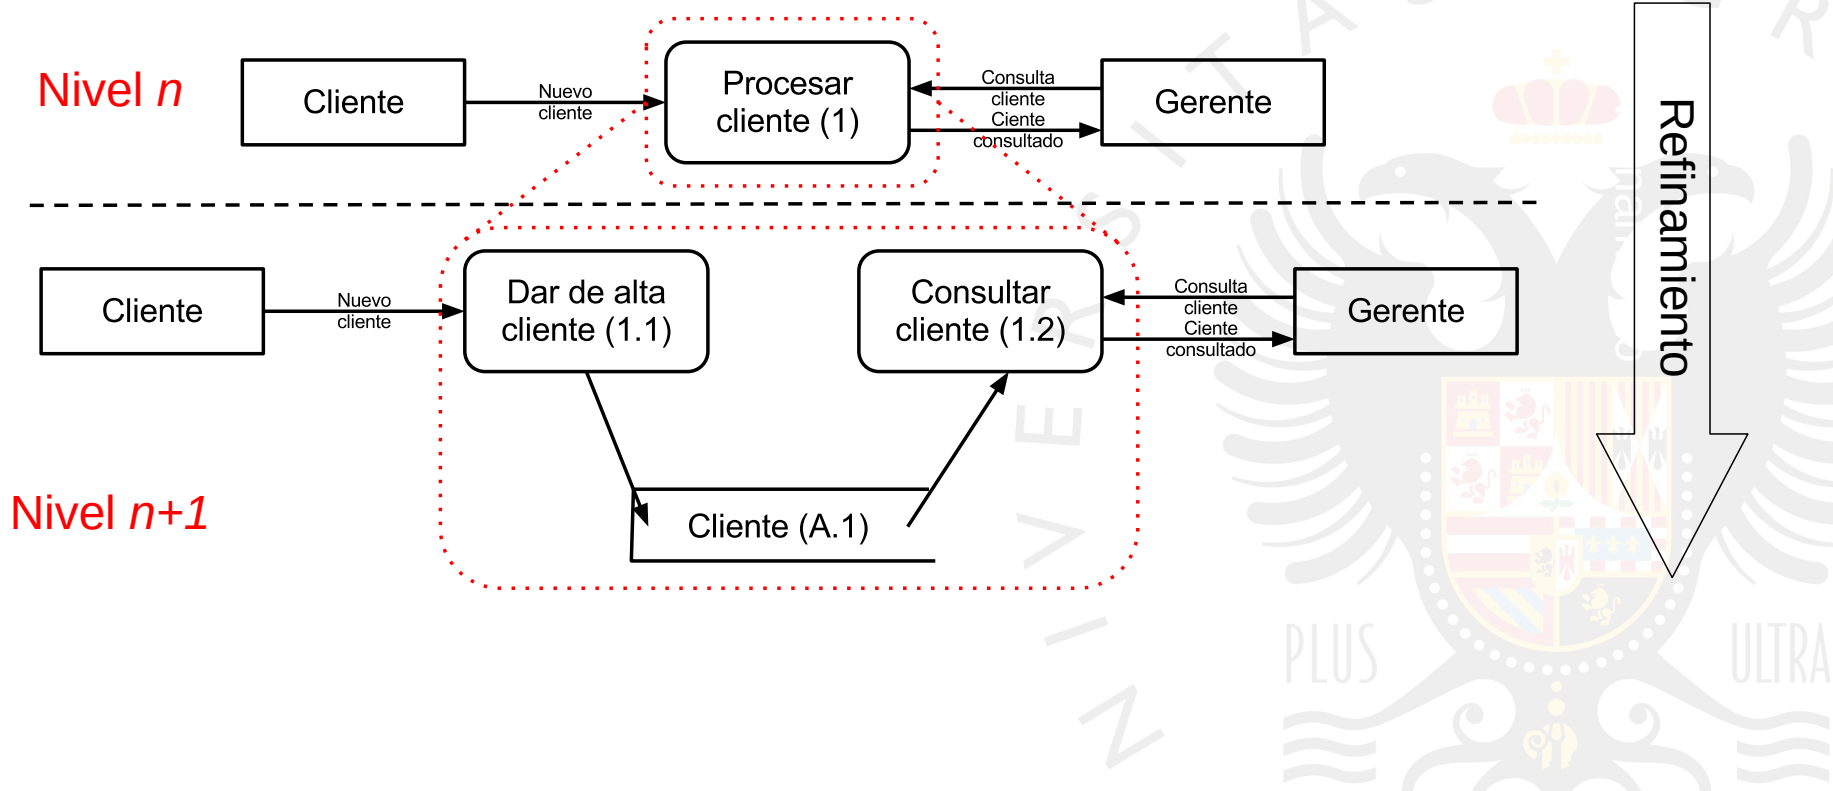 Nivel n
Cliente
Nuevo
cliente
Procesar
cliente (1)
Consulta
cliente
Ciente
consultado
Gerente
Refinamiento
Cliente
Nuevo
cliente
Dar de alta
cliente (1.1)
Consultar
cliente (1.2)
Consulta
cliente
Ciente
consultado
Gerente
Nivel n+1
Cliente (A.1)
PLUS
ULTRA